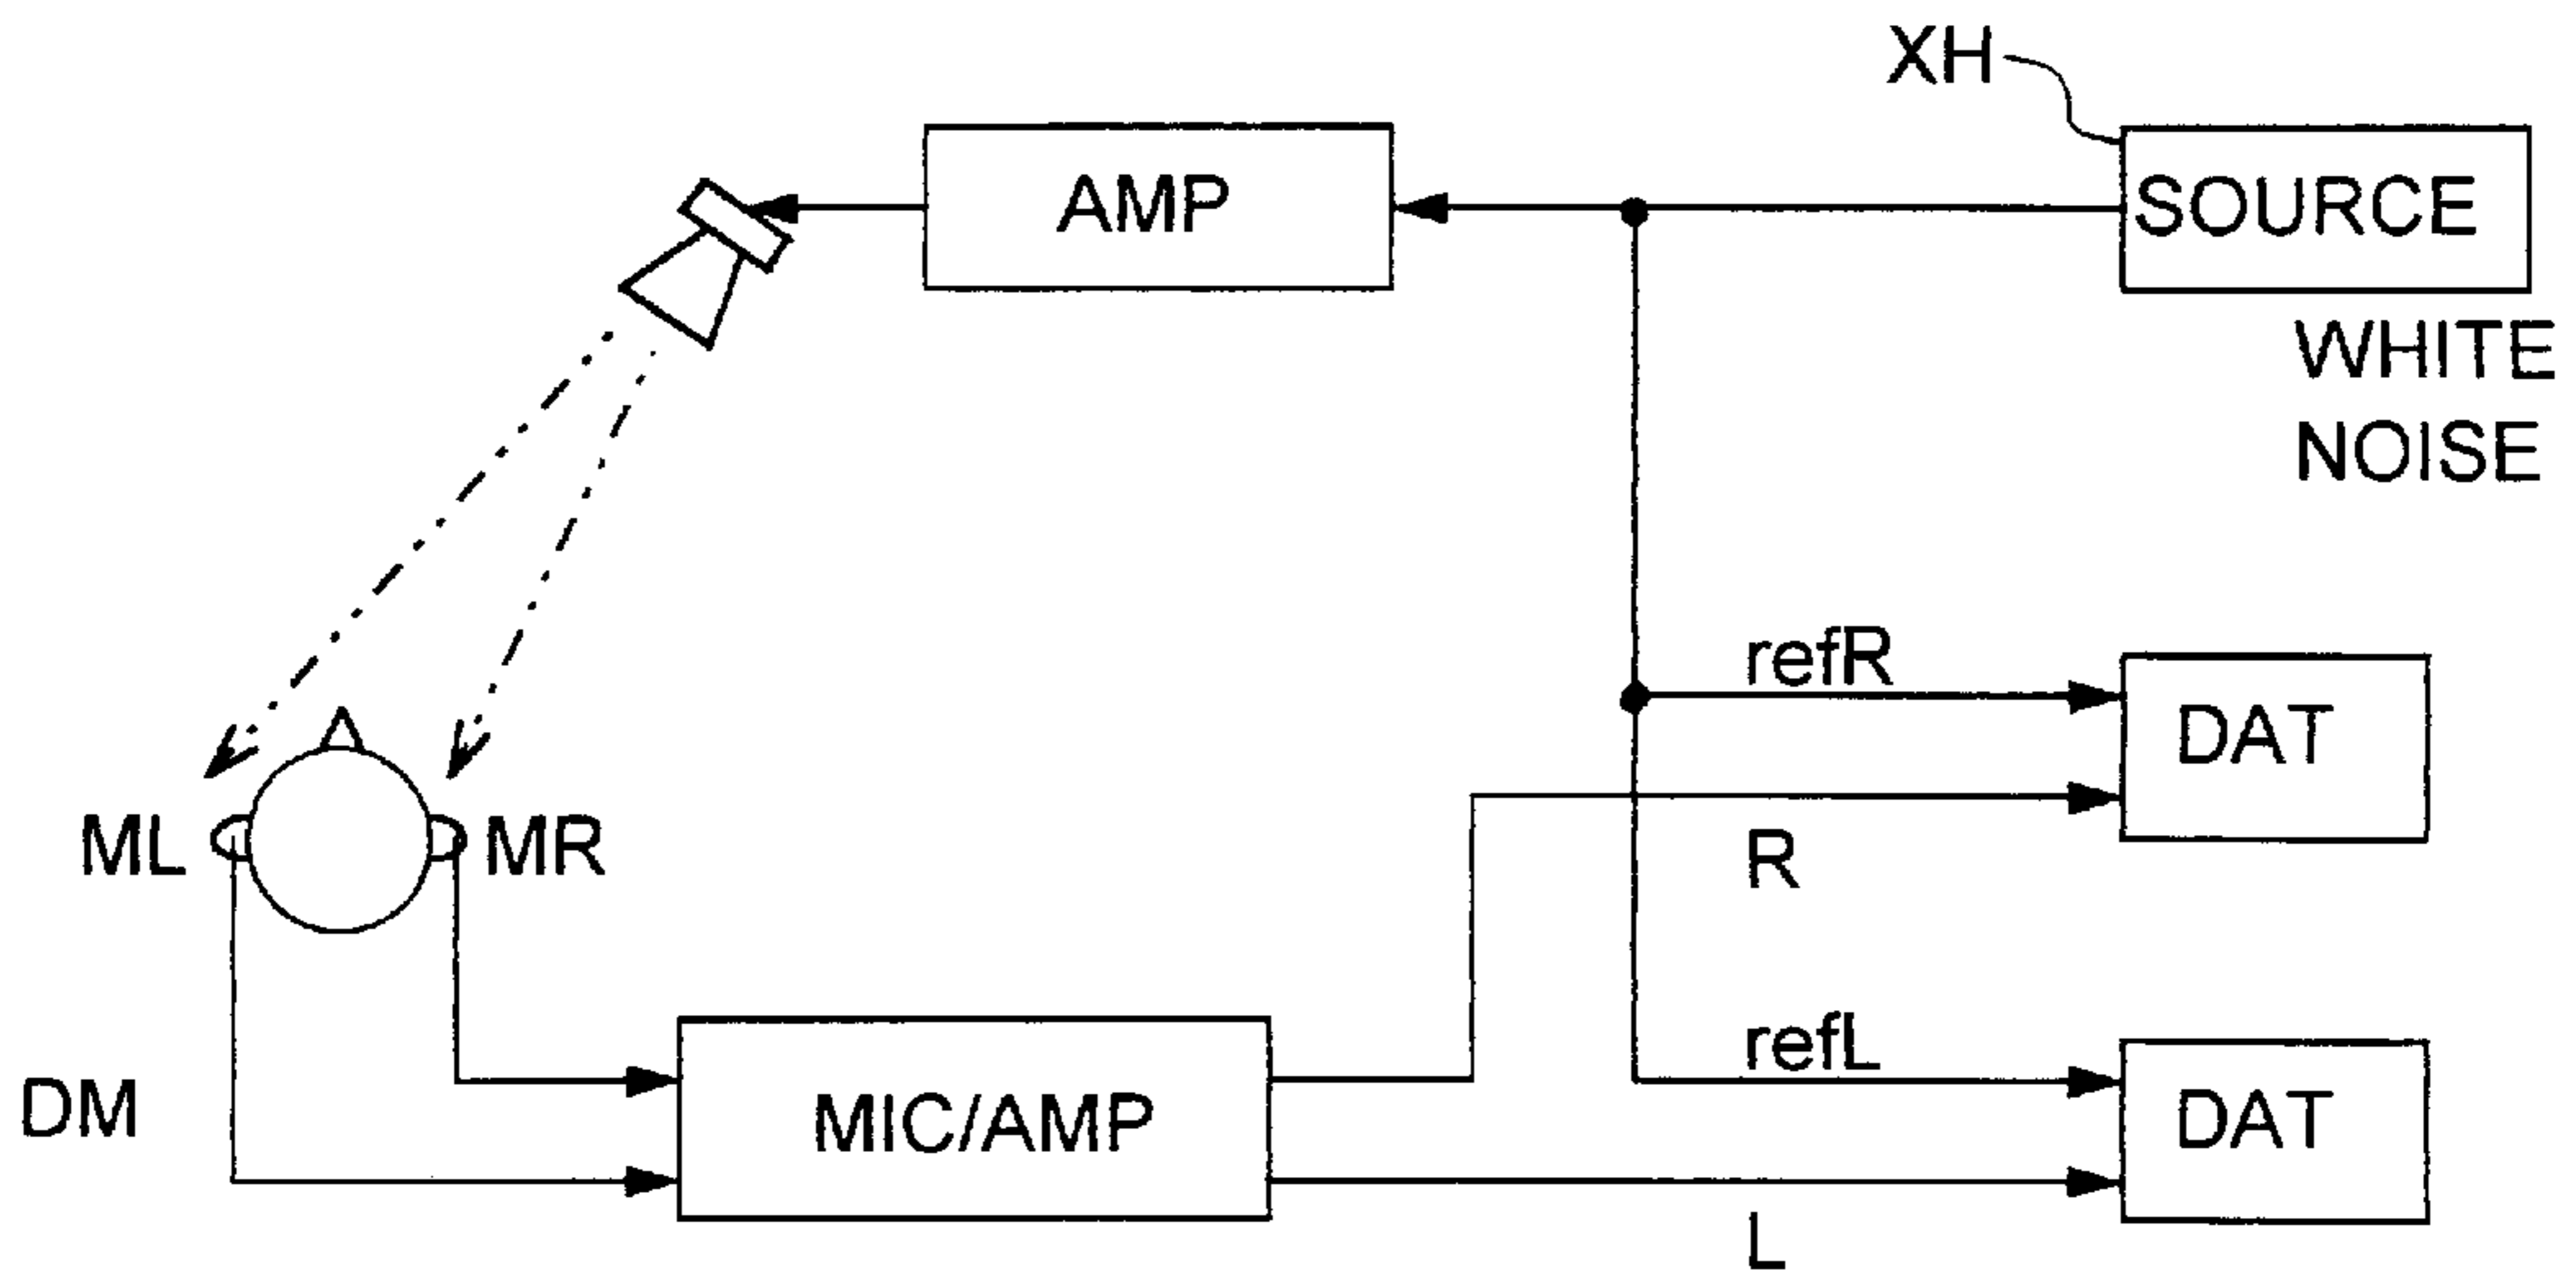 XH
AMP
SOURCE
WHITE
NOISE
refR
DAT
ML
MR
R
refL
DM
MIC/AMP
DAT
L